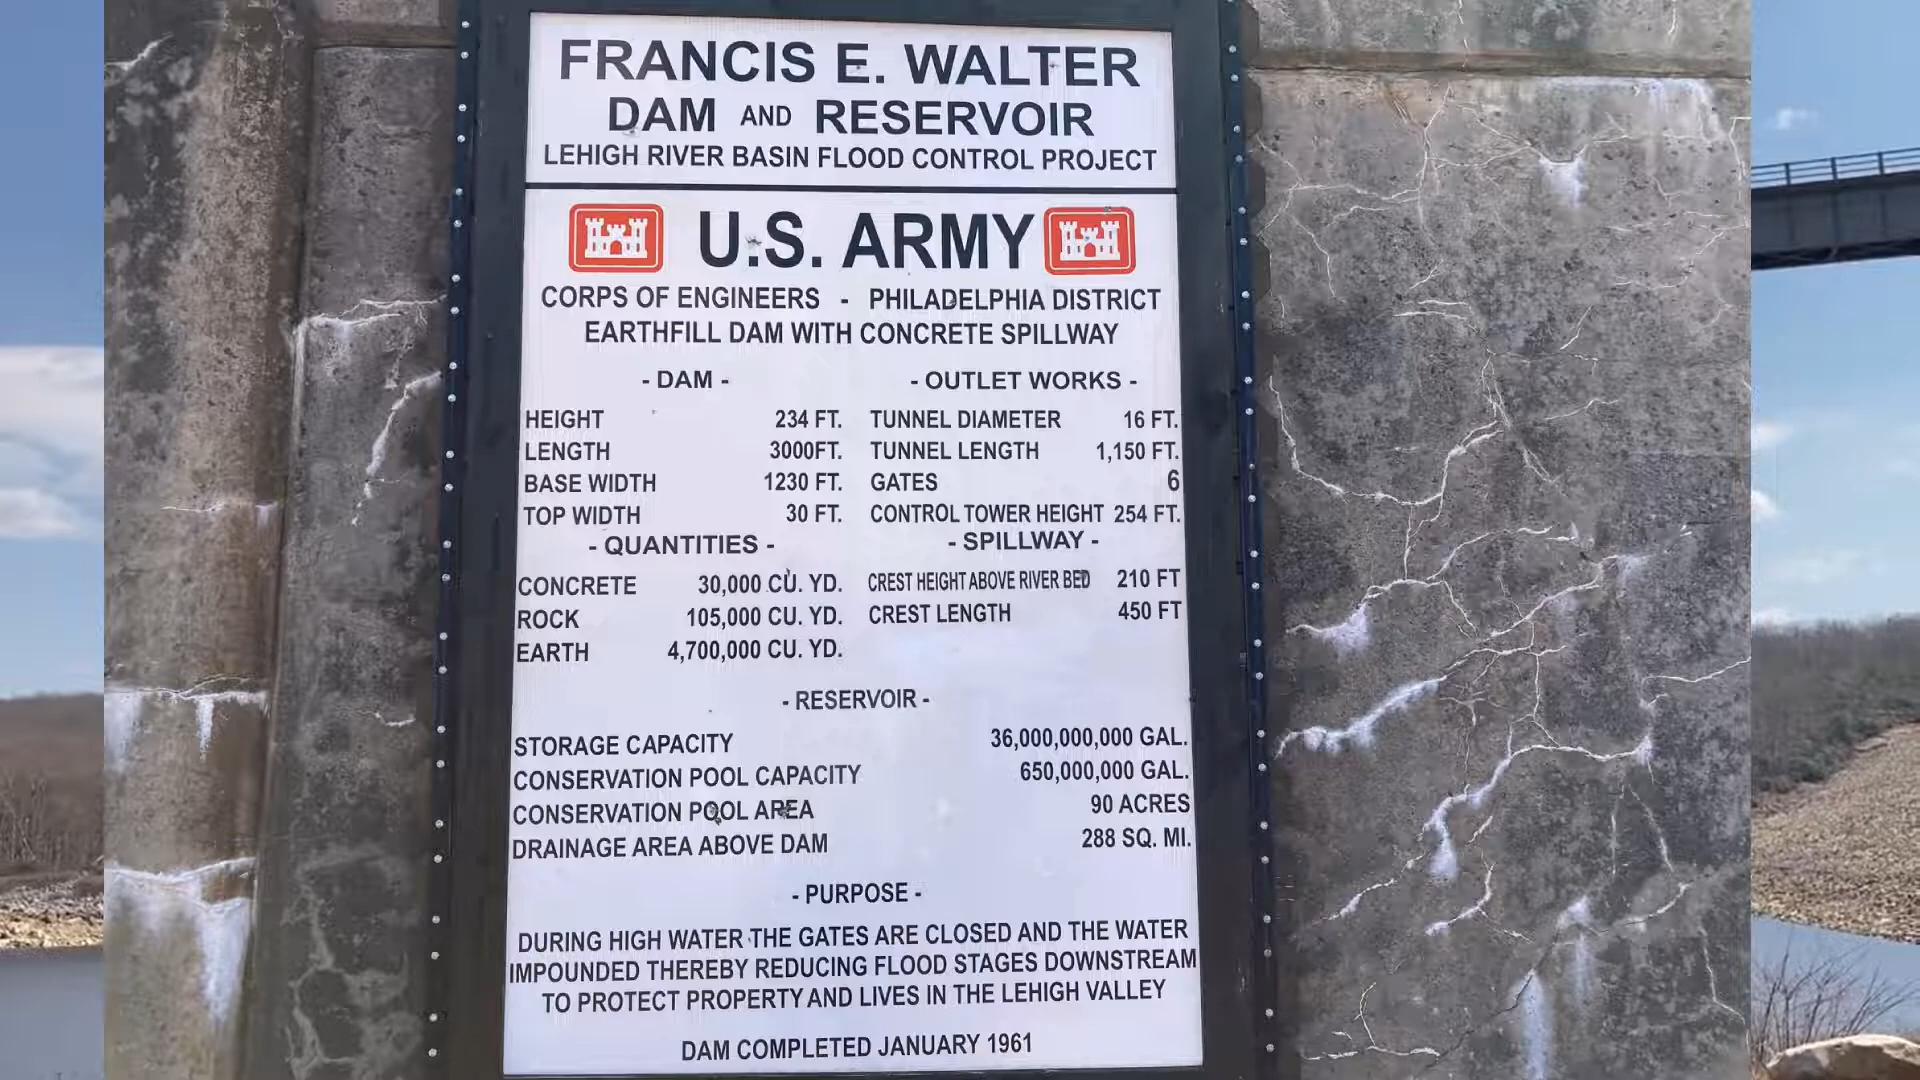 FRANCIS E. WALTER
DAM AND RESERVOIR
LEHIGH RIVER BASIN FLOOD CONTROL PROJECT
U.S. ARMY
CORPS OF ENGINEERS - PHILADELPHIA DISTRICT
EARTHFILL DAM WITH CONCRETE SPILLWAY
- DAM -
HEIGHT 234 FT.
LENGTH 3000FT.
BASE WIDTH 1230 FT.
TOP WIDTH 30 FT.
- OUTLET WORKS -
TUNNEL DIAMETER 16 FT.
TUNNEL LENGTH 1,150 FT.
GATES 6
CONTROL TOWER HEIGHT 254 FT.
- QUANTITIES -
CONCRETE 30,000 CU. YD.
ROCK 105,000 CU. YD.
EARTH 4,700,000 CU. YD.
- SPILLWAY -
CREST HEIGHT ABOVE RIVER BED 210 FT
CREST LENGTH 450 FT
- RESERVOIR -
STORAGE CAPACITY 36,000,000,000 GAL.
CONSERVATION POOL CAPACITY 650,000,000 GAL.
CONSERVATION POOL AREA 90 ACRES
DRAINAGE AREA ABOVE DAM 288 SQ. MI.
- PURPOSE -
DURING HIGH WATER THE GATES ARE CLOSED AND THE WATER
IMPOUNDED THEREBY REDUCING FLOOD STAGES DOWNSTREAM
TO PROTECT PROPERTY AND LIVES IN THE LEHIGH VALLEY
DAM COMPLETED JANUARY 1961